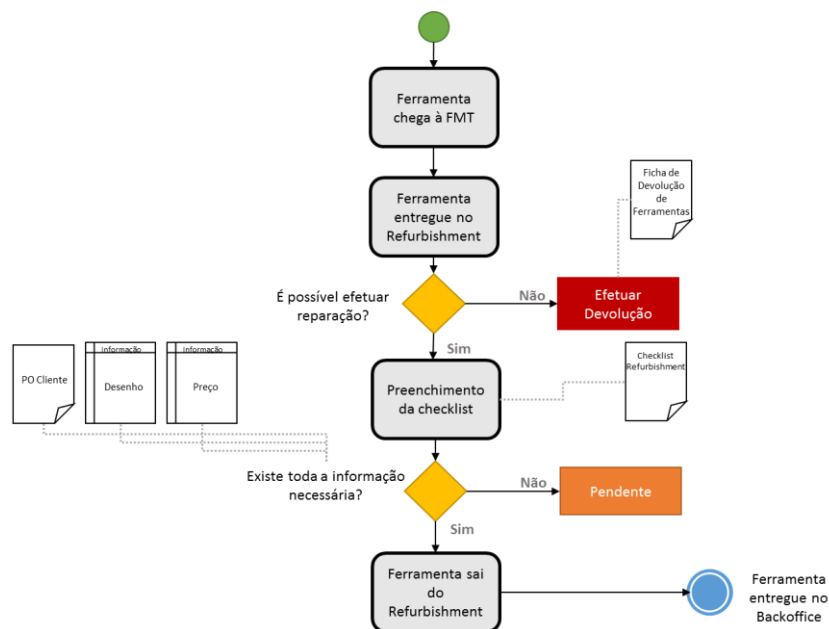 Ferramenta
chega à FMT
Ficha de
Devolução
de
Ferramentas
Ferramenta
entregue no
Refurbishment
É possível efetuar
reparação?
Não
Efetuar
Devolução
Sim
PO Cliente
Informação
Desenho
Informação
Preço
Preenchimento
da checklist
Checklist
Refurbishment
Existe toda a informação
necessária?
Não
Pendente
Sim
Ferramenta sai
do
Refurbishment
Ferramenta
entregue no
Backoffice